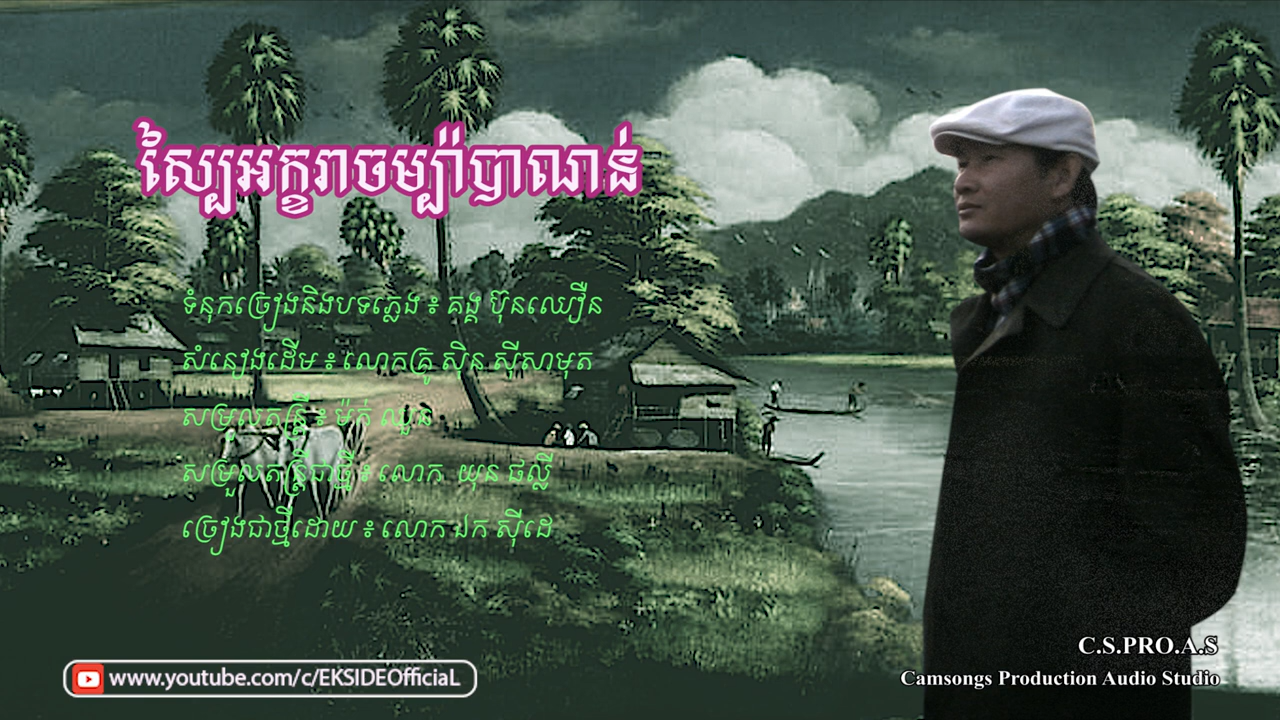 ស្បៃអក្ខរាចម្ប៉ាបាណន់
ទំនុកច្រៀងនិងបទភ្លេង ៖ គង្គ ប៊ុនឈឿន
សំនៀងដើម ៖ លោកគ្រូ ស៊ិន ស៊ីសាមុត
សម្រួលតន្ត្រី ៖ ម៉ក់ ឈួន
សម្រួលតន្ត្រីជាថ្មី ៖ លោក យុន ផល្លី
ច្រៀងជាថ្មីដោយ ៖ លោក ឯក ស៊ីដេ
C.S.PRO.A.S
Camsongs Production Audio Studio
www.youtube.com/c/EKSIDEOfficiaL